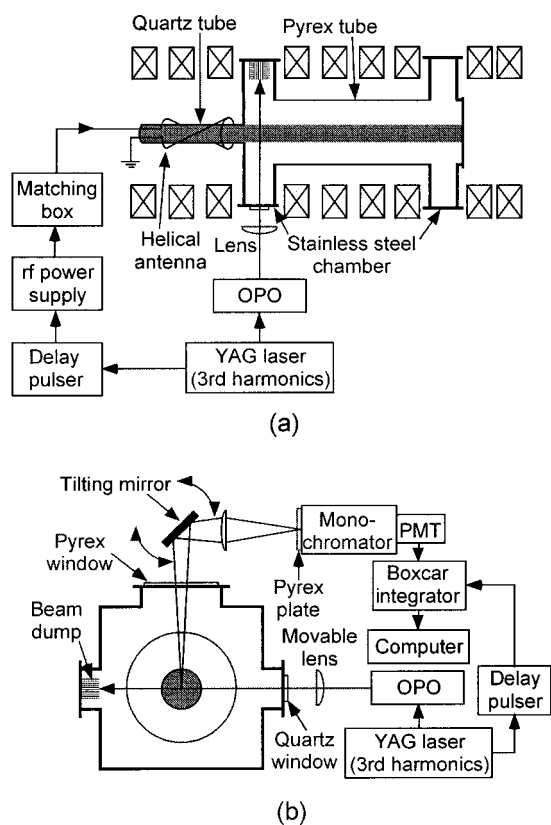 Quartz tube
Pyrex tube
Matching
box
Helical
antenna
Lens
Stainless steel
chamber
rf power
supply
OPO
Delay
pulser
YAG laser
(3rd harmonics)
(a)
Tilting mirror
Pyrex
window
Mono-
chromator
PMT
Pyrex
plate
Boxcar
integrator
Beam
dump
Movable
lens
Computer
OPO
Delay
pulser
Quartz
window
YAG laser
(3rd harmonics)
(b)